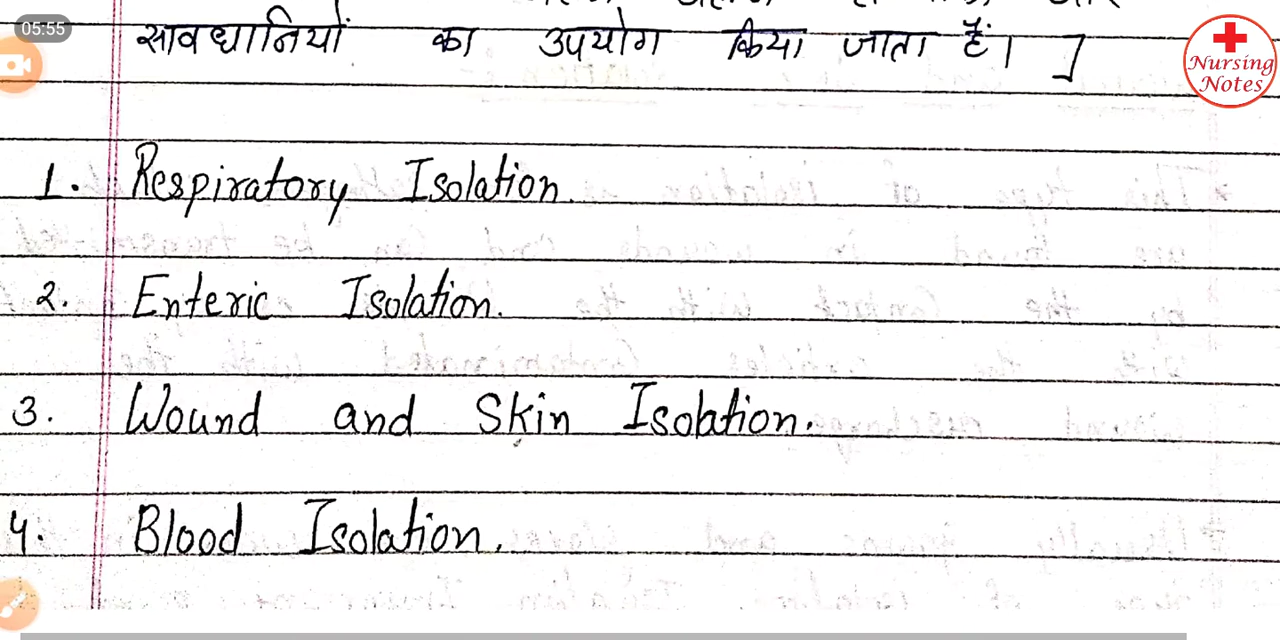 05:55
सावधानियों का उपयोग किया जाता हैं। ]
Nursing
Notes
1. Respiratory Isolation.
2. Enteric Isolation.
3. Wound and Skin Isolation.
4. Blood Isolation.